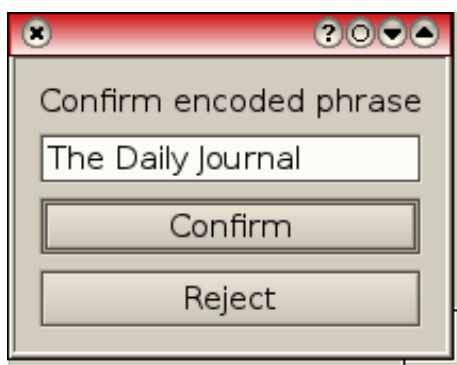 Confirm encoded phrase
The Daily Journal
Confirm
Reject